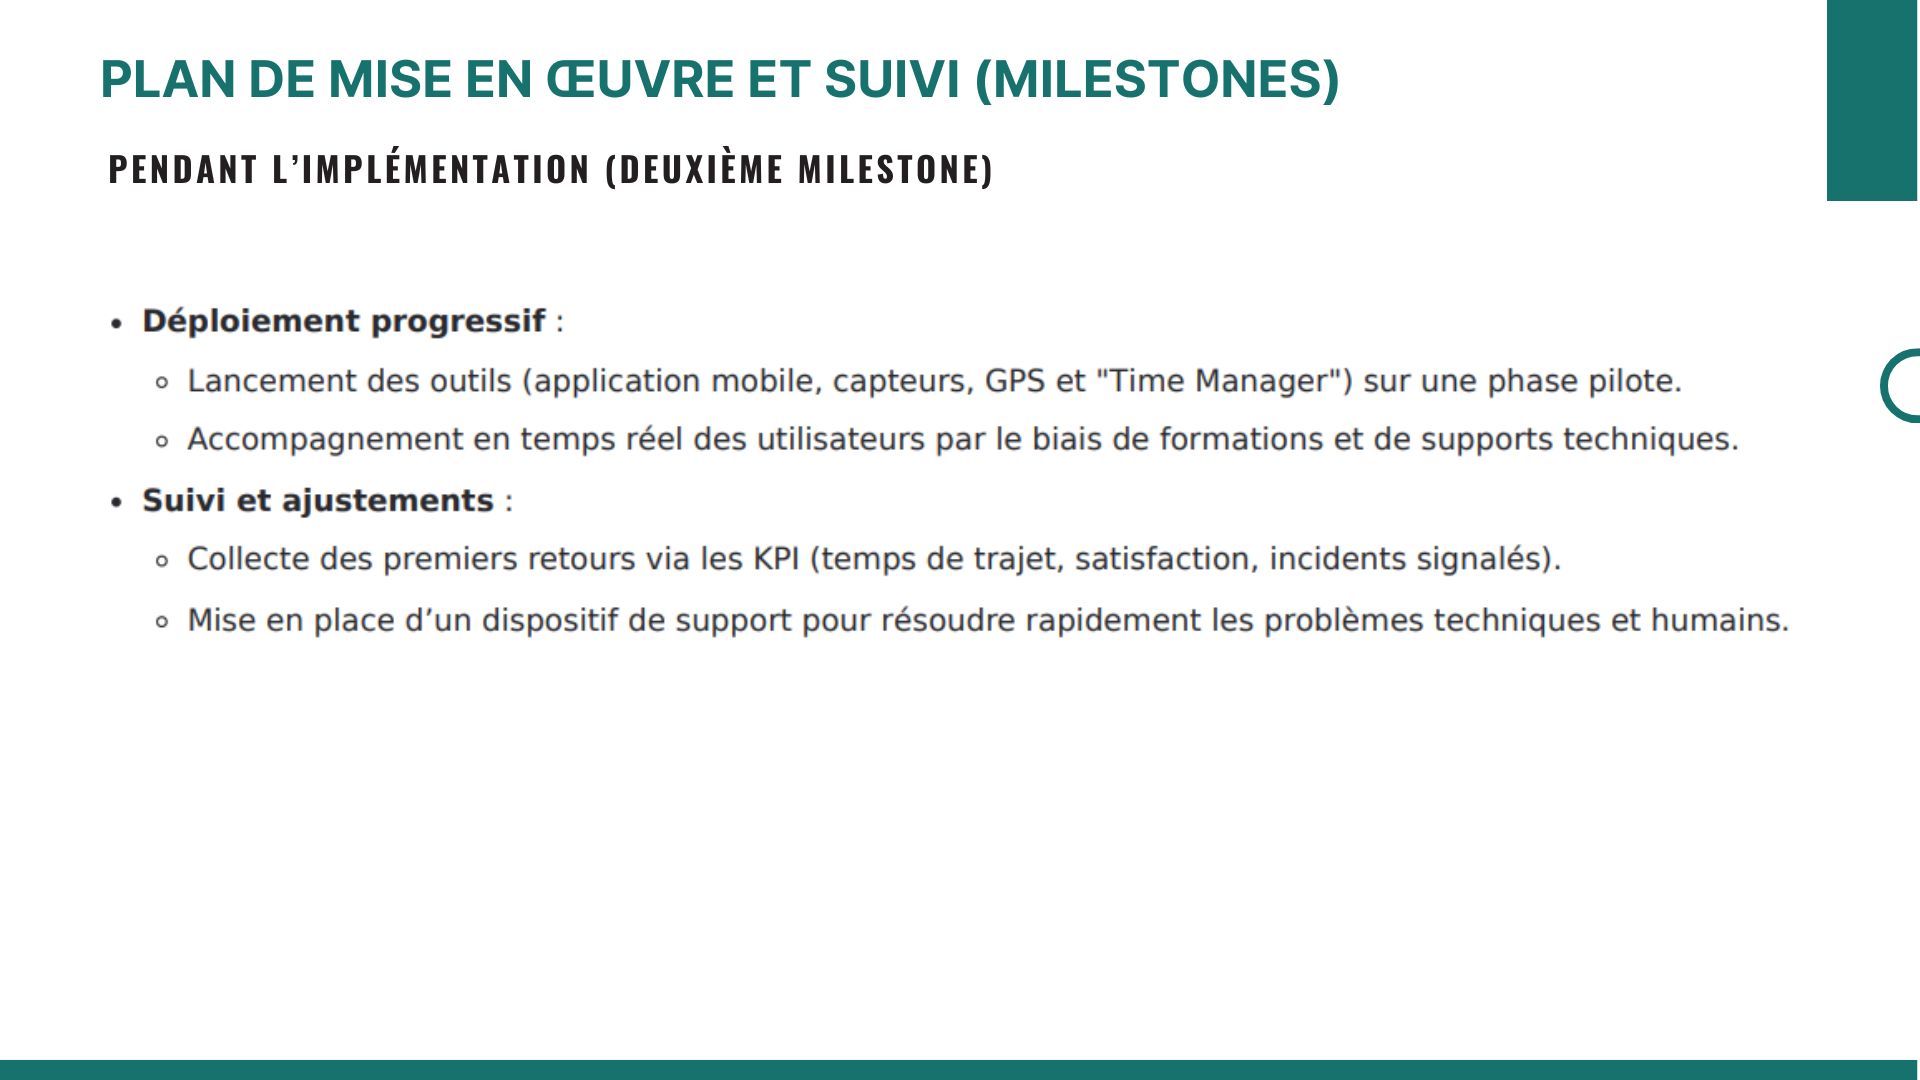 PLAN DE MISE EN ŒUVRE ET SUIVI (MILESTONES)
PENDANT L’IMPLÉMENTATION (DEUXIÈME MILESTONE)
• Déploiement progressif :
◦ Lancement des outils (application mobile, capteurs, GPS et "Time Manager") sur une phase pilote.
◦ Accompagnement en temps réel des utilisateurs par le biais de formations et de supports techniques.
• Suivi et ajustements :
◦ Collecte des premiers retours via les KPI (temps de trajet, satisfaction, incidents signalés).
◦ Mise en place d’un dispositif de support pour résoudre rapidement les problèmes techniques et humains.